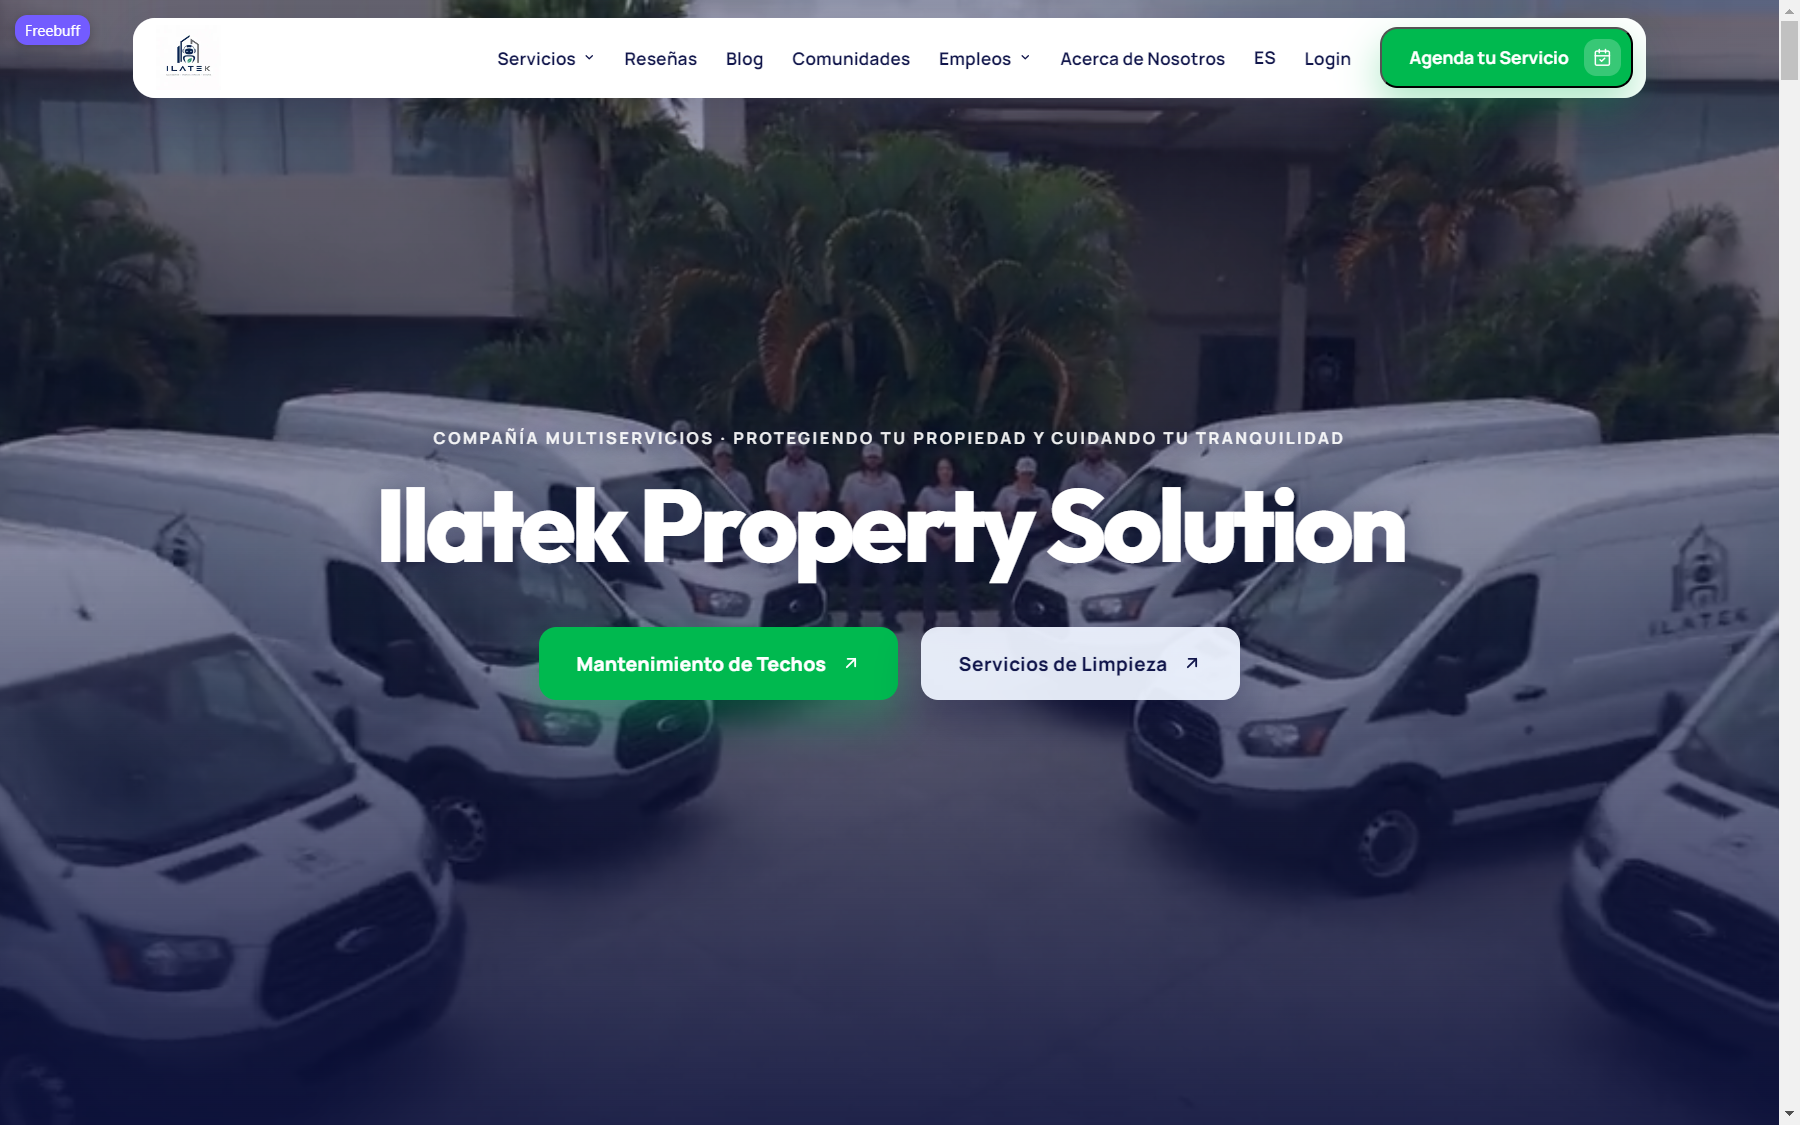 Freebuff
ILATEK
Servicios
Reseñas
Blog
Comunidades
Empleos
Acerca de Nosotros
ES
Login
Agenda tu Servicio
COMPAÑÍA MULTISERVICIOS · PROTEGIENDO TU PROPIEDAD Y CUIDANDO TU TRANQUILIDAD
Ilatek Property Solution
Mantenimiento de Techos
Servicios de Limpieza
ILATEK